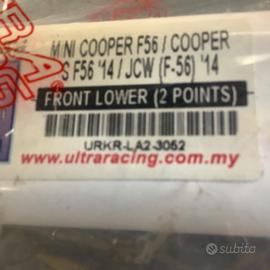 MINI COOPER F56 / COOPER
S F56 '14 / JCW (F-56) '14
FRONT LOWER (2 POINTS)
URKR-LA2-3052
www.ultraracing.com.my
subito